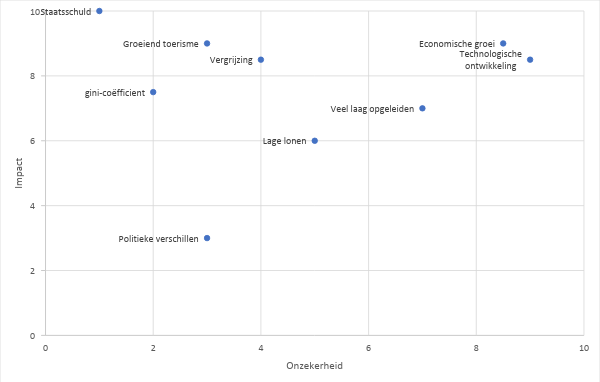 10
Staatsschuld
Groeiend toerisme
Economische groei
Vergrijzing
Technologische
ontwikkeling
8
gini-coëfficient
Veel laag opgeleiden
6
Lage lonen
Impact
4
Politieke verschillen
2
0
0 2 4 6 8 10
Onzekerheid